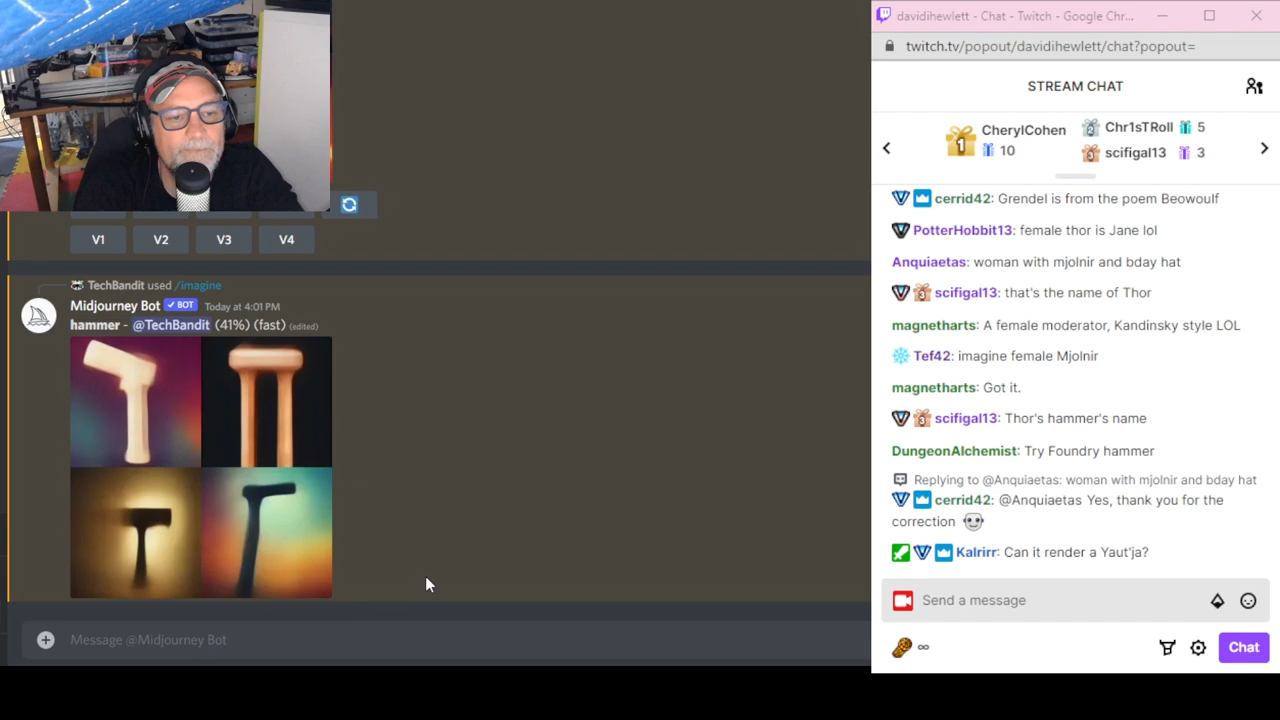 V1 V2 V3 V4
TechBandit used /imagine
Midjourney Bot ✓ BOT Today at 4:01 PM
hammer - @TechBandit (41%) (fast) (edited)
Message @Midjourney Bot
davidihewlett - Chat - Twitch - Google Chr...
twitch.tv/popout/davidihewlett/chat?popout=
STREAM CHAT
1 CherylCohen 10
2 Chr1sTRoll 5
3 scifigal13 3
cerrid42: Grendel is from the poem Beowoulf
PotterHobbit13: female thor is Jane lol
Anquiaetas: woman with mjolnir and bday hat
scifigal13: that's the name of Thor
magnetharts: A female moderator, Kandinsky style LOL
Tef42: imagine female Mjolnir
magnetharts: Got it.
scifigal13: Thor's hammer's name
DungeonAlchemist: Try Foundry hammer
Replying to @Anquiaetas: woman with mjolnir and bday hat
cerrid42: @Anquiaetas Yes, thank you for the
correction
Kalrirr: Can it render a Yaut'ja?
Send a message
∞ Chat